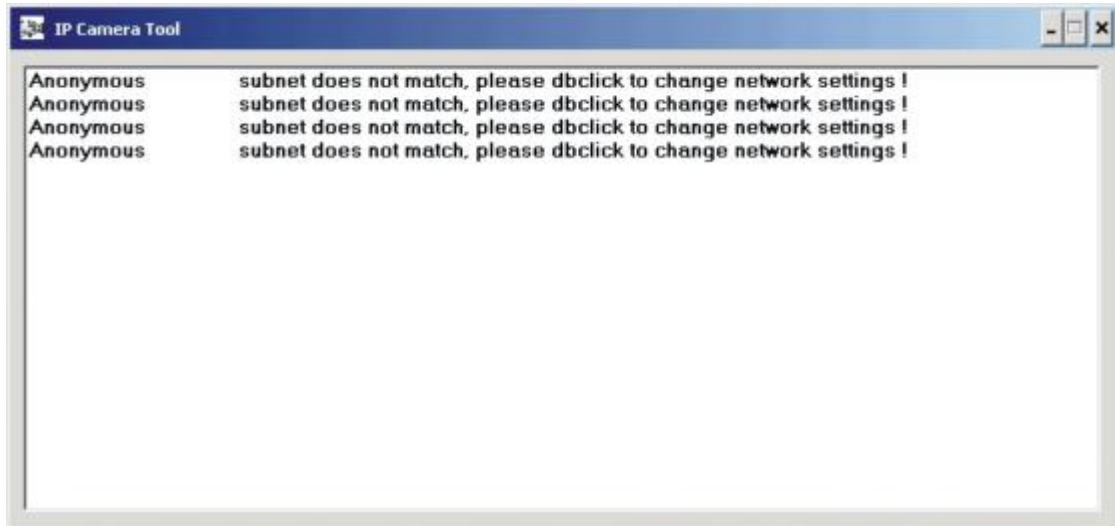 IP Camera Tool
Anonymous subnet does not match, please dbclick to change network settings !
Anonymous subnet does not match, please dbclick to change network settings !
Anonymous subnet does not match, please dbclick to change network settings !
Anonymous subnet does not match, please dbclick to change network settings !